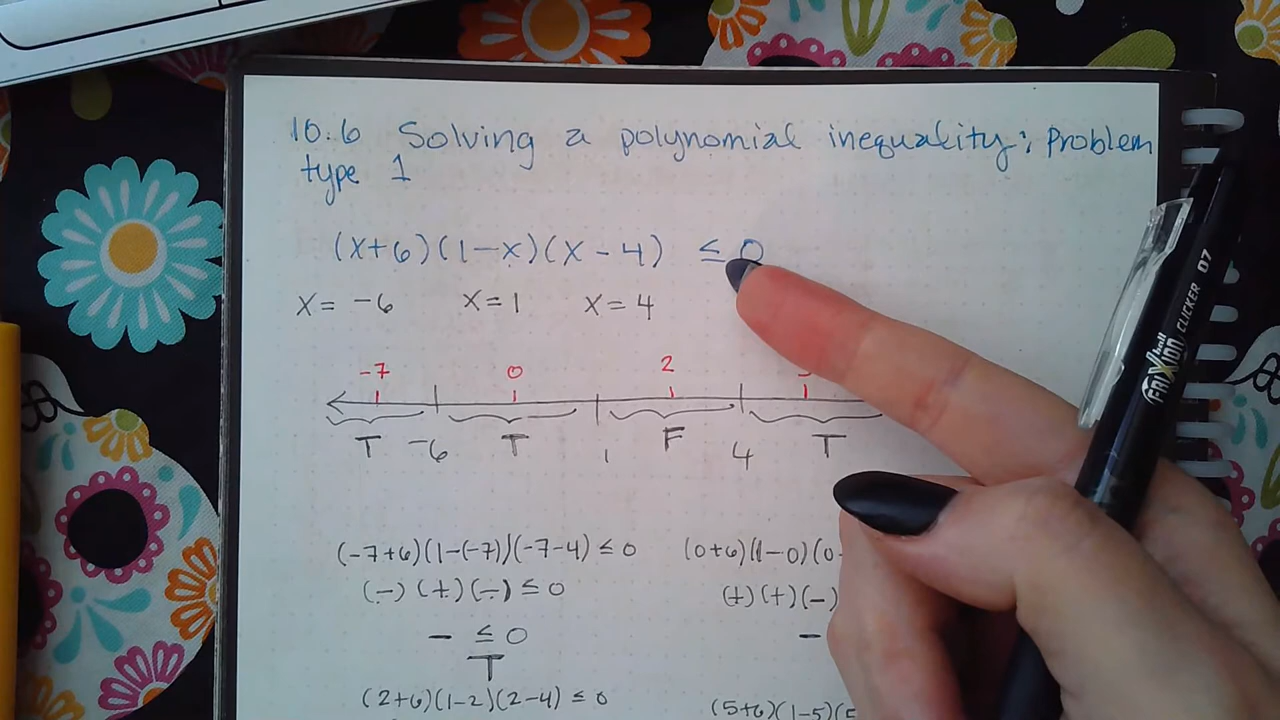 10.6 Solving a polynomial inequality: Problem
type 1
(x+6)(1-x)(x-4) ≤ 0
x = -6 x = 1 x = 4
-7 0 2
T -6 T 1 F 4 T
(-7+6)(1-(-7))(-7-4) ≤ 0 (0+6)(1-0)(0-
(-)(+)(-) ≤ 0 (+)(+)(-)
- ≤ 0 -
T
(2+6)(1-2)(2-4) ≤ 0 (5+6)(1-5)(5
FriXion ball CLICKER 07